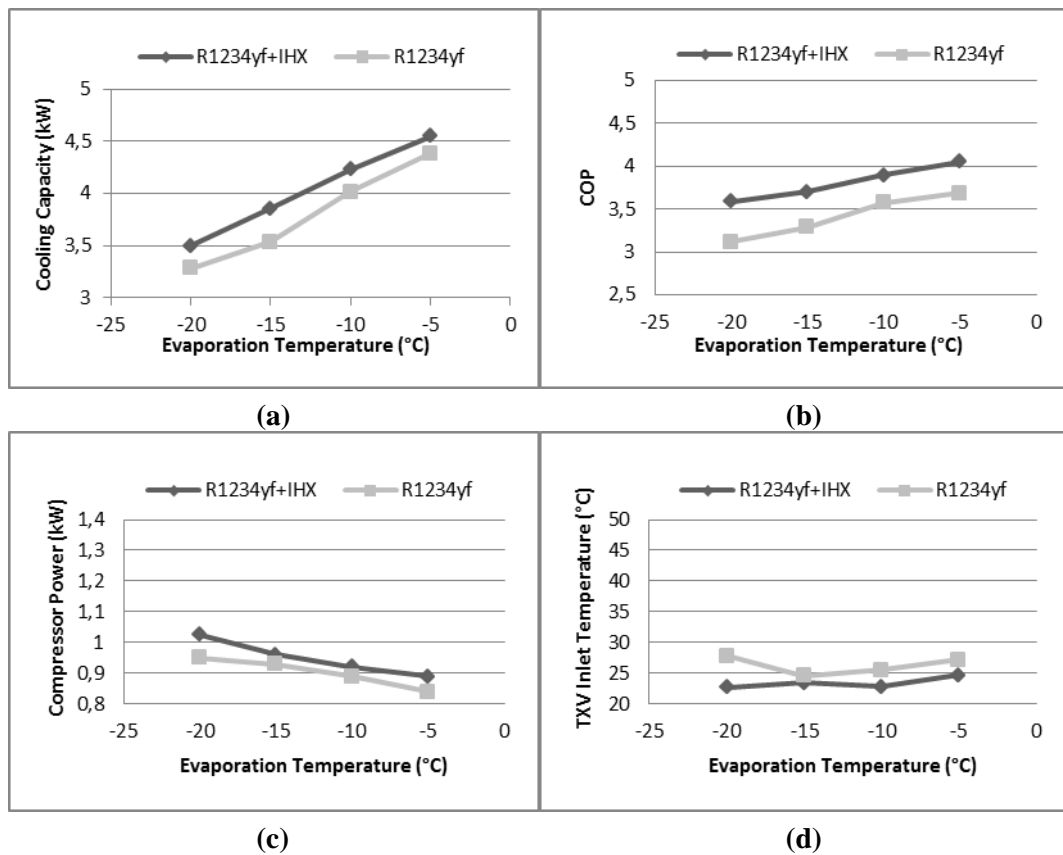 R1234yf+IHX R1234yf
5
4,5
4
3,5
3
-25 -20 -15 -10 -5 0
Cooling Capacity (kW)
Evaporation Temperature (°C)
(a)
R1234yf+IHX R1234yf
5
4,5
4
3,5
3
2,5
-25 -20 -15 -10 -5 0
COP
Evaporation Temperature (°C)
(b)
R1234yf+IHX R1234yf
1,4
1,3
1,2
1,1
1
0,9
0,8
-25 -20 -15 -10 -5 0
Compressor Power (kW)
Evaporation Temperature (°C)
(c)
R1234yf+IHX R1234yf
50
45
40
35
30
25
20
-25 -20 -15 -10 -5 0
TXV Inlet Temperature (°C)
Evaporation Temperature (°C)
(d)